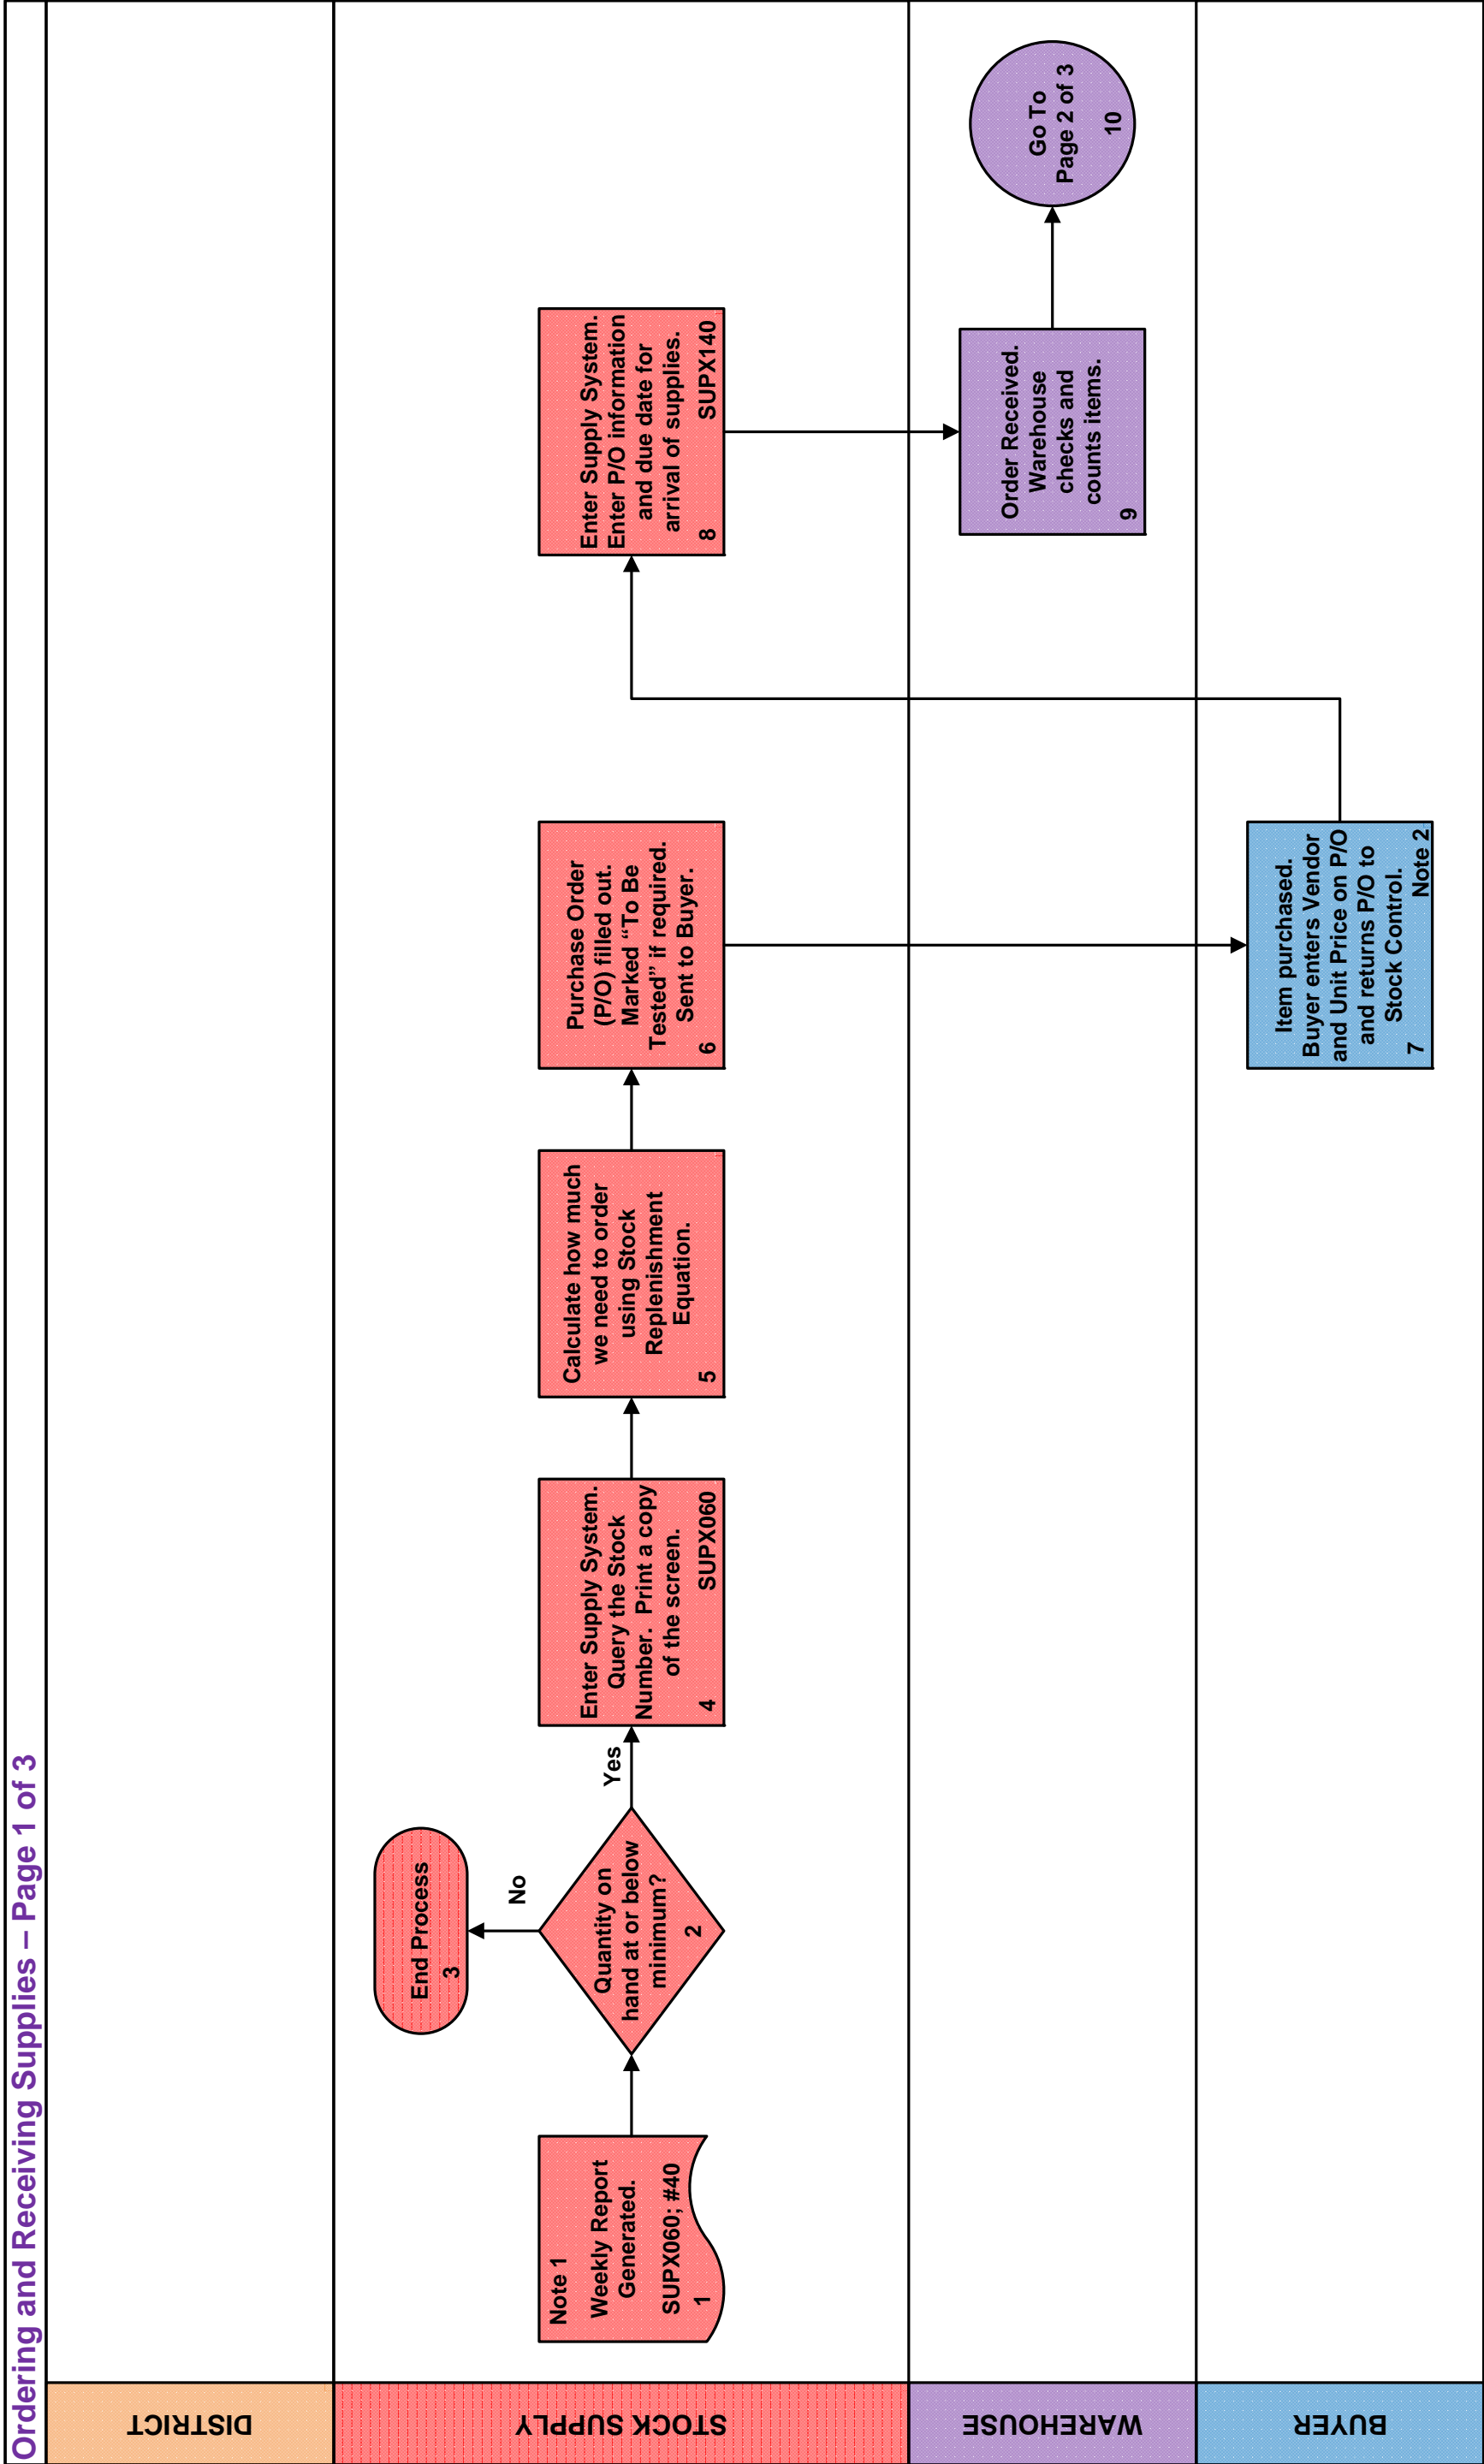 Ordering and Receiving Supplies – Page 1 of 3
DISTRICT
STOCK SUPPLY
WAREHOUSE
BUYER
Note 1
Weekly Report
Generated.
SUPX060; #40
1
Quantity on
hand at or below
minimum?
2
No
End Process
3
Yes
Enter Supply System.
Query the Stock
Number. Print a copy
of the screen.
4 SUPX060
Calculate how much
we need to order
using Stock
Replenishment
Equation.
5
Purchase Order
(P/O) filled out.
Marked “To Be
Tested” if required.
Sent to Buyer.
6
Item purchased.
Buyer enters Vendor
and Unit Price on P/O
and returns P/O to
Stock Control.
7 Note 2
Enter Supply System.
Enter P/O information
and due date for
arrival of supplies.
8 SUPX140
Order Received.
Warehouse
checks and
counts items.
9
Go To
Page 2 of 3
10